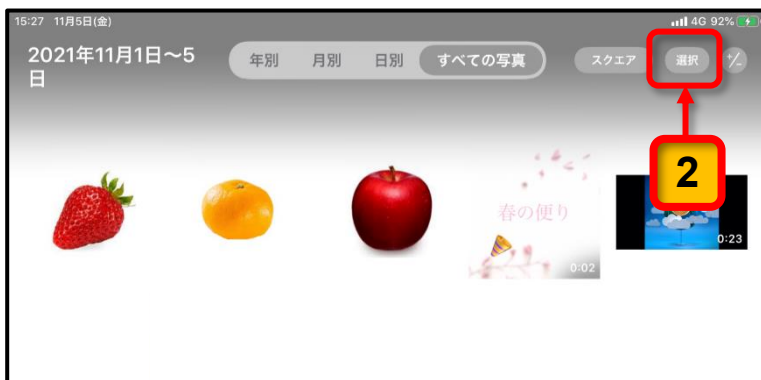 15:27 11月5日(金)
4G 92%
2021年11月1日～5
日
年別 月別 日別 すべての写真
スクエア 選択 +/-
2
春の便り
0:02
0:23